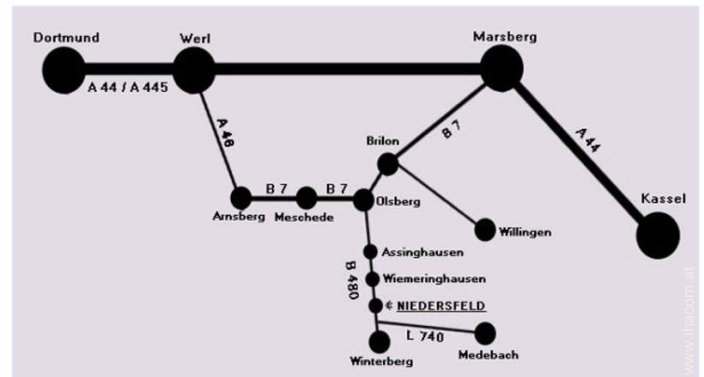 Dortmund
Werl
Marsberg
A 44 / A 445
A 46
B 7
A 44
Brilon
Kassel
B 7
B 7
Olsberg
Arnsberg
Meschede
Willingen
Assinghausen
B 480
Wiemeringhausen
NIEDERSFELD
L 740
Winterberg
Medebach
www.ihacom.at